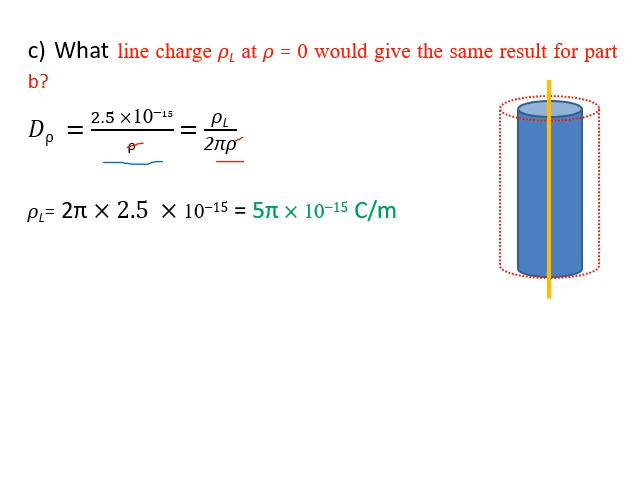 c) What line charge ρL at ρ = 0 would give the same result for part
b?
Dρ = 2.5 ×10⁻¹⁵ / ρ = ρL / 2πρ
ρL= 2π × 2.5 × 10⁻¹⁵ = 5π × 10⁻¹⁵ C/m